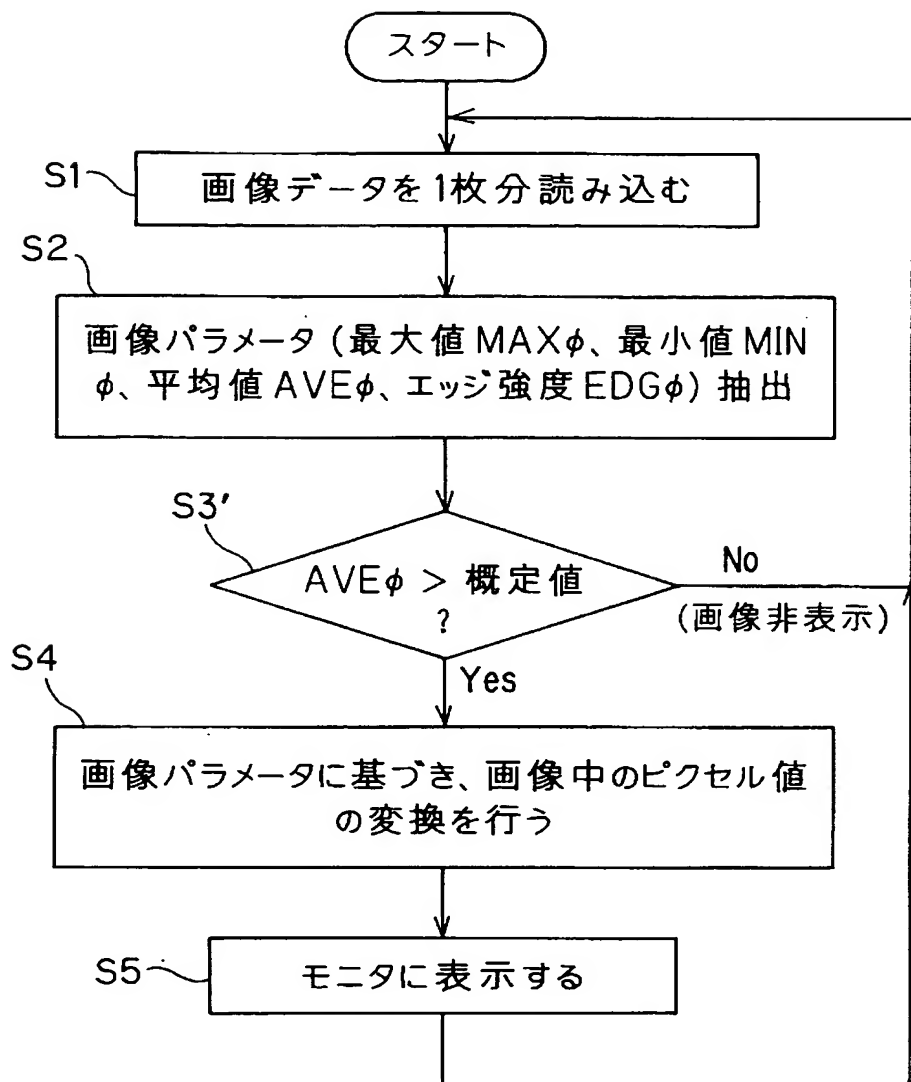 スタート
S1
画像データを1枚分読み込む
S2
画像パラメータ(最大値MAXφ、最小値MIN
φ、平均値AVEφ、エッジ強度EDGφ)抽出
S3'
AVEφ > 概定値
?
No
(画像非表示)
Yes
S4
画像パラメータに基づき、画像中のピクセル値
の変換を行う
S5
モニタに表示する